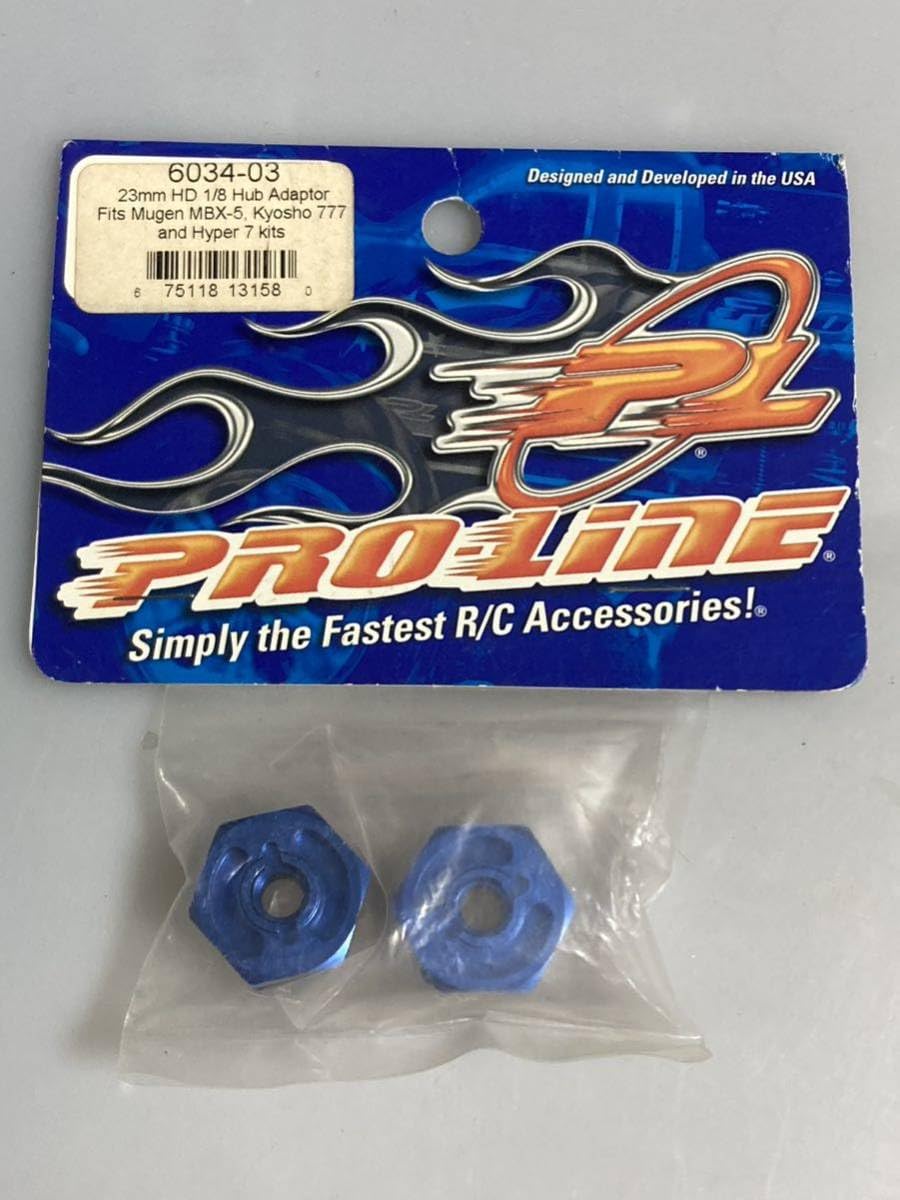 6034-03
23mm HD 1/8 Hub Adaptor
Fits Mugen MBX-5, Kyosho 777
and Hyper 7 kits
6 75118 13158 0
Designed and Developed in the USA
PL®
PRO-LINE®
Simply the Fastest R/C Accessories!®